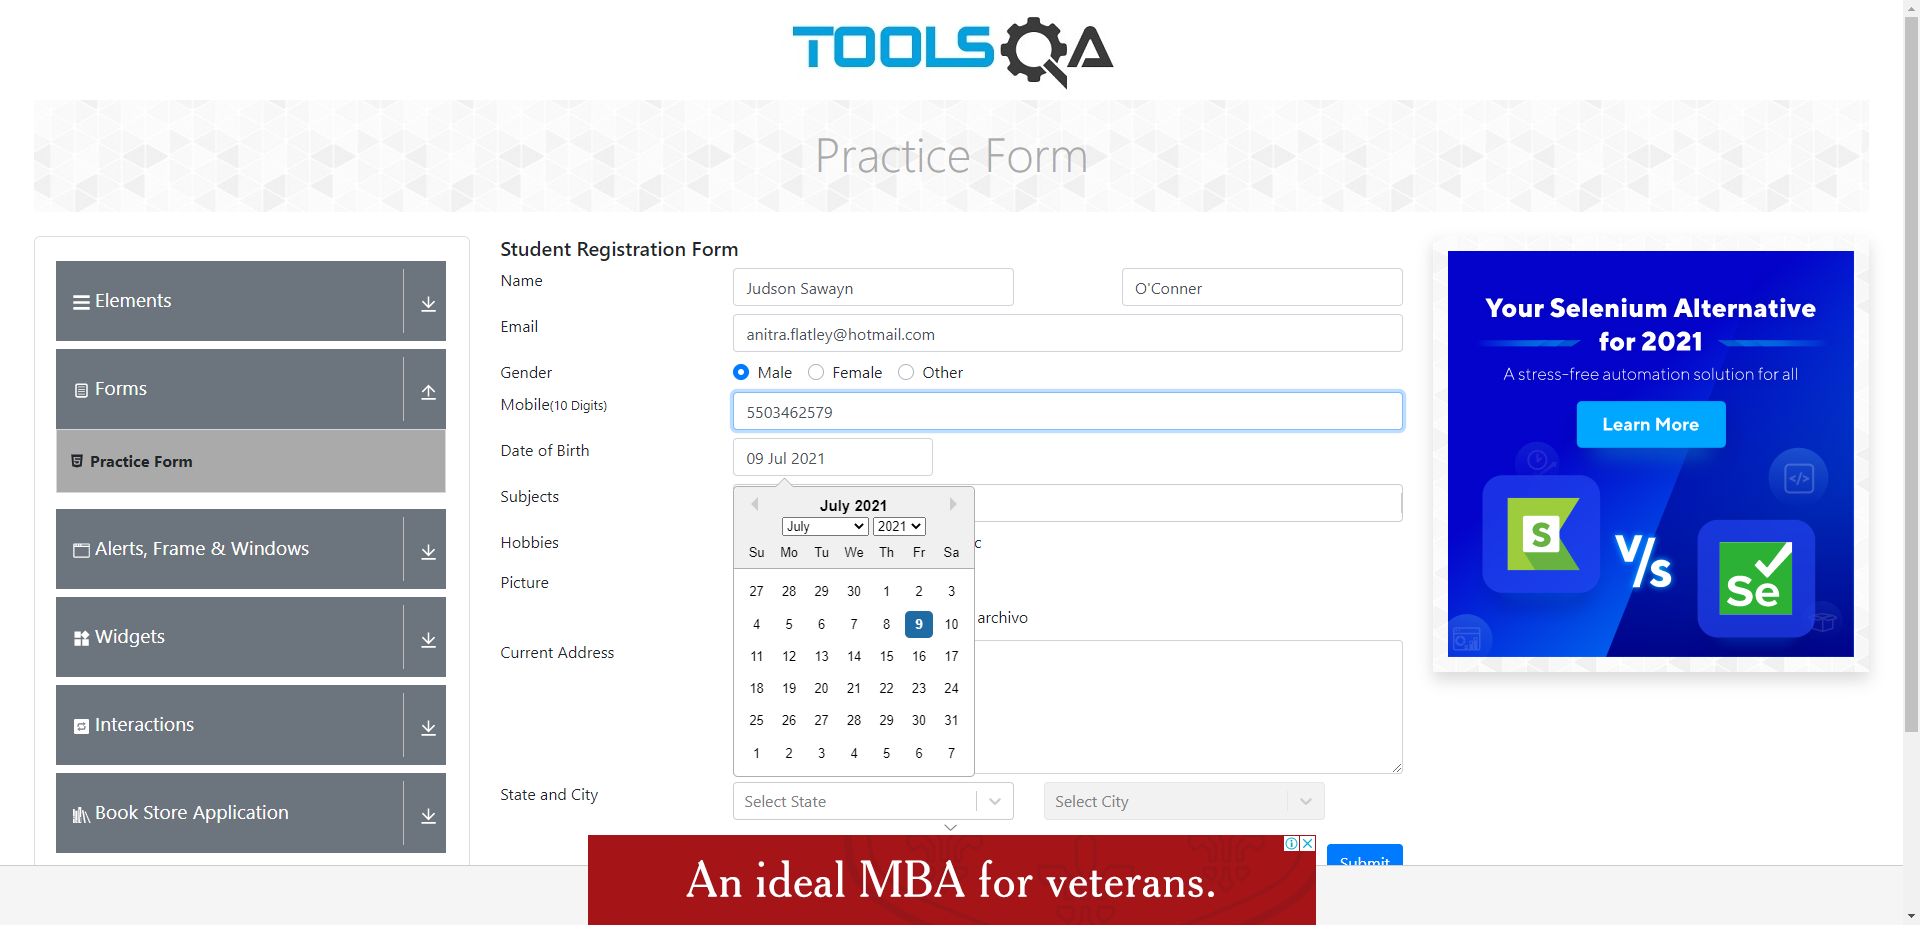 TOOLSQA
Practice Form
Elements
Forms
Practice Form
Alerts, Frame & Windows
Widgets
Interactions
Book Store Application
Student Registration Form
Name
Judson Sawayn
O'Conner
Email
anitra.flatley@hotmail.com
Gender
Male
Female
Other
Mobile(10 Digits)
5503462579
Date of Birth
09 Jul 2021
July 2021
July 2021
Su Mo Tu We Th Fr Sa
27 28 29 30 1 2 3
4 5 6 7 8 9 10
11 12 13 14 15 16 17
18 19 20 21 22 23 24
25 26 27 28 29 30 31
1 2 3 4 5 6 7
Subjects
Hobbies
c
Picture
archivo
Current Address
State and City
Select State
Select City
Submit
Your Selenium Alternative
for 2021
A stress-free automation solution for all
Learn More
S
V/s
Se
An ideal MBA for veterans.